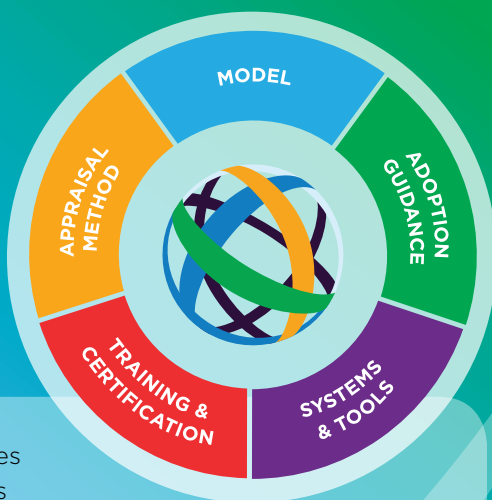 MODEL
ADOPTION
GUIDANCE
SYSTEMS
& TOOLS
TRAINING &
CERTIFICATION
APPRAISAL
METHOD